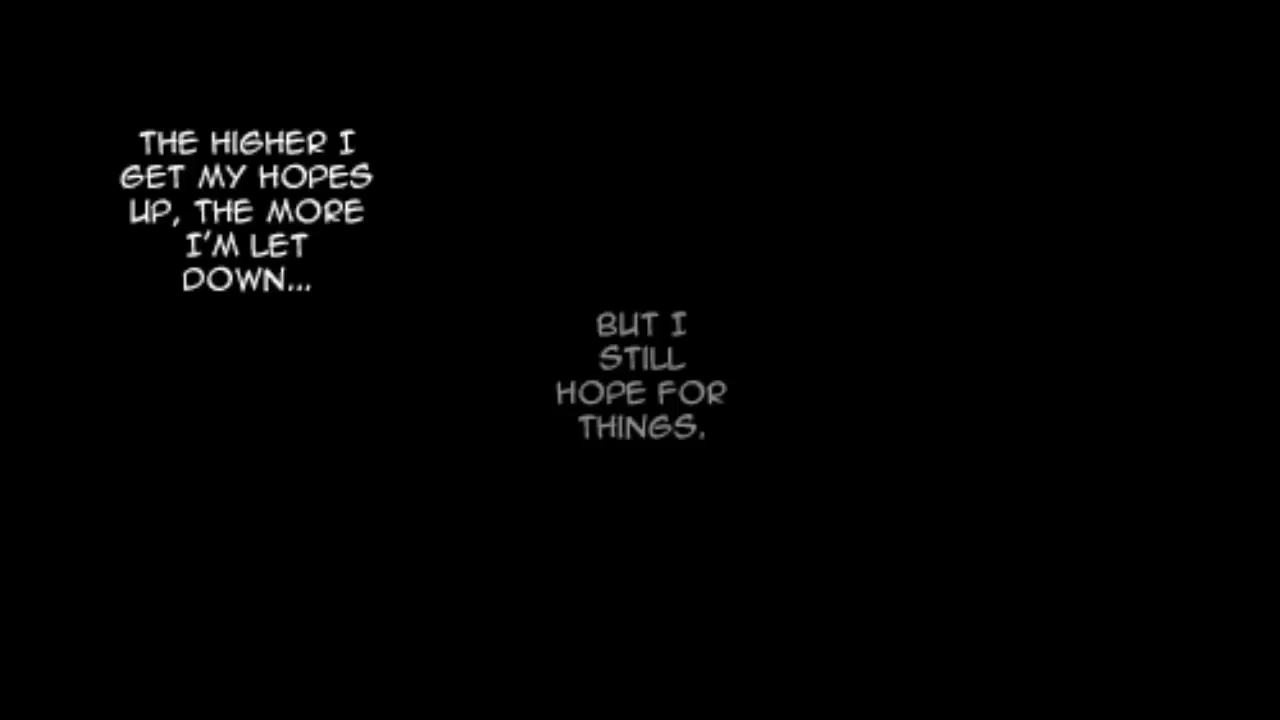 THE HIGHER I
GET MY HOPES
UP, THE MORE
I'M LET
DOWN...
BUT I
STILL
HOPE FOR
THINGS.